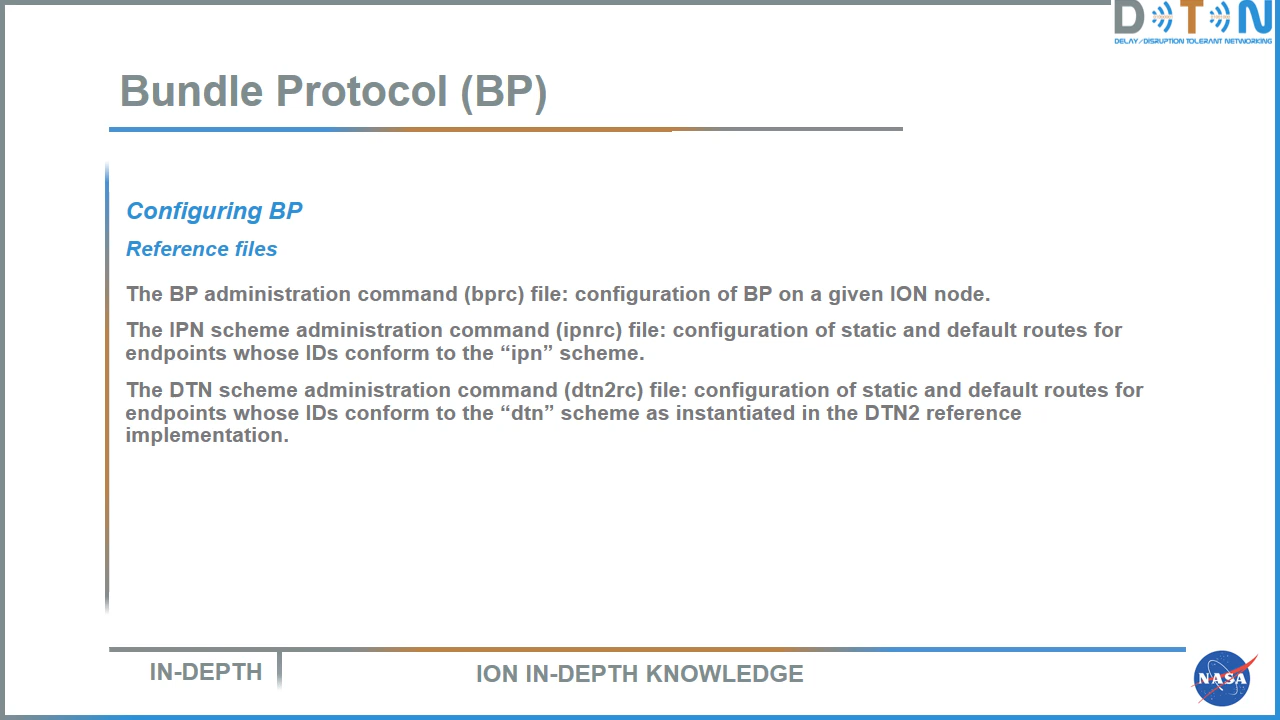 D T N
DELAY/DISRUPTION TOLERANT NETWORKING
Bundle Protocol (BP)
Configuring BP
Reference files
The BP administration command (bprc) file: configuration of BP on a given ION node.
The IPN scheme administration command (ipnrc) file: configuration of static and default routes for
endpoints whose IDs conform to the “ipn” scheme.
The DTN scheme administration command (dtn2rc) file: configuration of static and default routes for
endpoints whose IDs conform to the “dtn” scheme as instantiated in the DTN2 reference
implementation.
IN-DEPTH
ION IN-DEPTH KNOWLEDGE
NASA